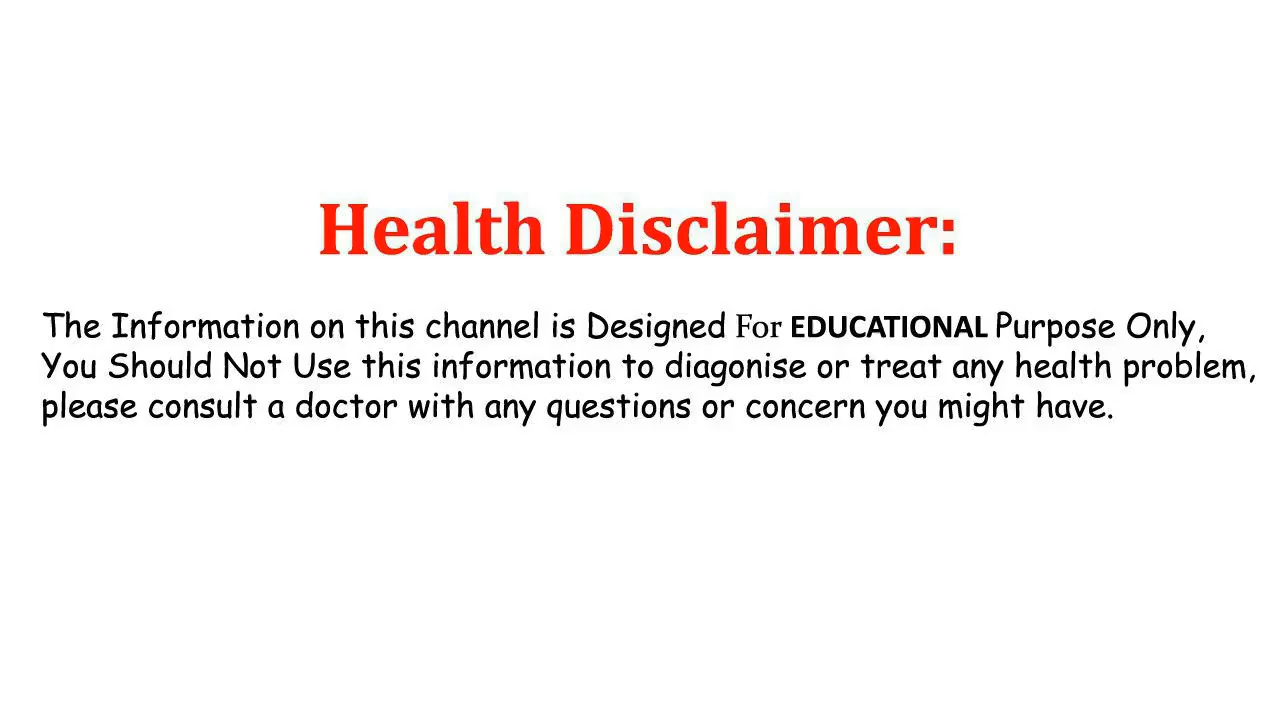 Health Disclaimer:
The Information on this channel is Designed For EDUCATIONAL Purpose Only,
You Should Not Use this information to diagonise or treat any health problem,
please consult a doctor with any questions or concern you might have.